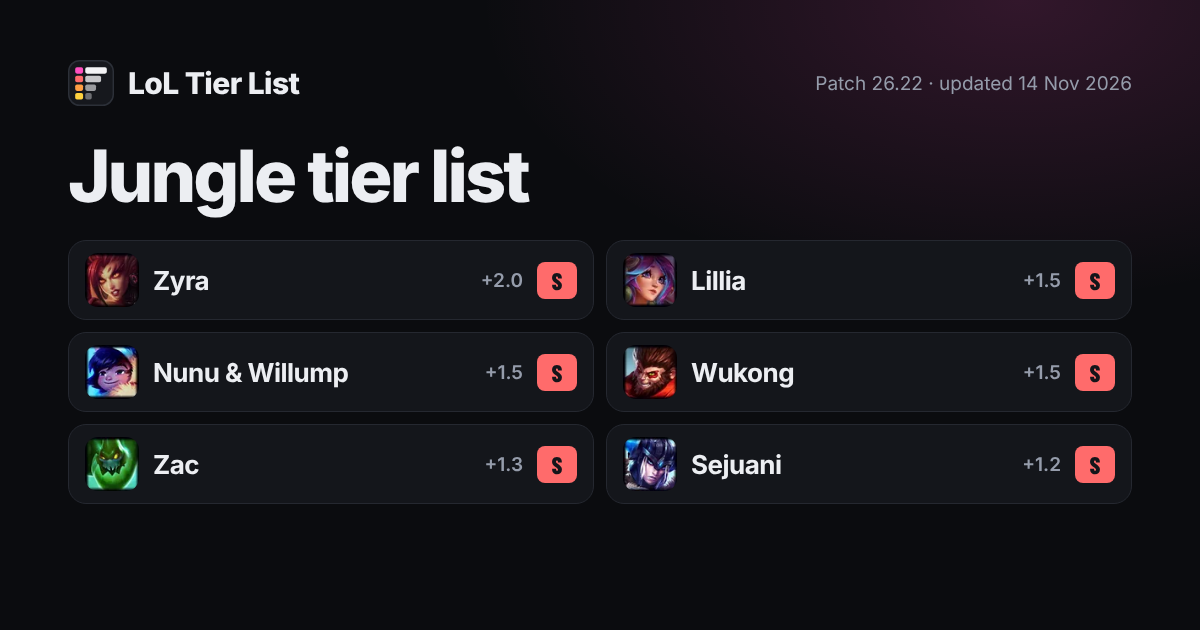 LoL Tier List
Patch 26.22 · updated 14 Nov 2026
Jungle tier list
Zyra +2.0 S
Lillia +1.5 S
Nunu & Willump +1.5 S
Wukong +1.5 S
Zac +1.3 S
Sejuani +1.2 S